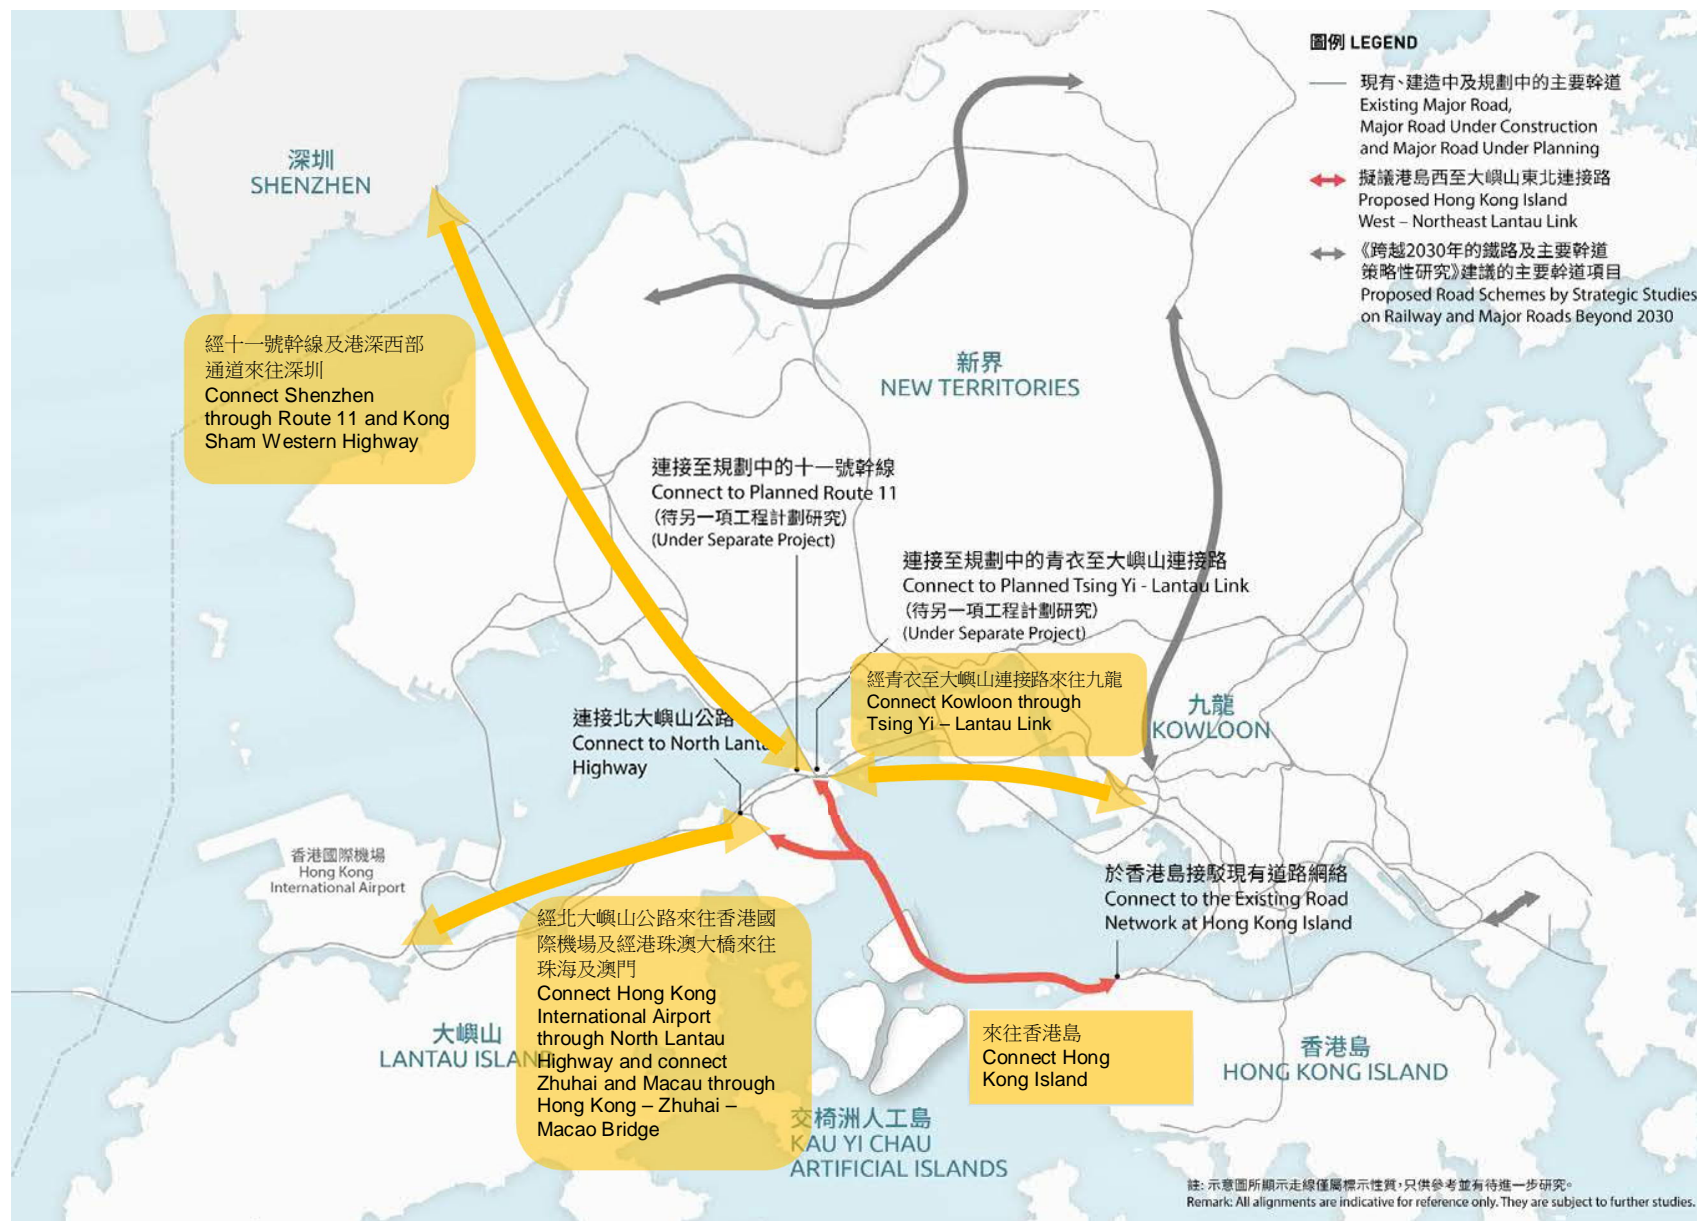 圖例 LEGEND
現有、建造中及規劃中的主要幹道
Existing Major Road,
Major Road Under Construction
and Major Road Under Planning
擬議港島西至大嶼山東北連接路
Proposed Hong Kong Island
West – Northeast Lantau Link
《跨越2030年的鐵路及主要幹道
策略性研究》建議的主要幹道項目
Proposed Road Schemes by Strategic Studies
on Railway and Major Roads Beyond 2030
深圳
SHENZHEN
經十一號幹線及港深西部
通道來往深圳
Connect Shenzhen
through Route 11 and Kong
Sham Western Highway
新界
NEW TERRITORIES
連接至規劃中的十一號幹線
Connect to Planned Route 11
(待另一項工程計劃研究)
(Under Separate Project)
連接至規劃中的青衣至大嶼山連接路
Connect to Planned Tsing Yi - Lantau Link
(待另一項工程計劃研究)
(Under Separate Project)
經青衣至大嶼山連接路來往九龍
Connect Kowloon through
Tsing Yi – Lantau Link
九龍
KOWLOON
連接北大嶼山公路
Connect to North Lanta
Highway
香港國際機場
Hong Kong
International Airport
於香港島接駁現有道路網絡
Connect to the Existing Road
Network at Hong Kong Island
經北大嶼山公路來往香港國
際機場及經港珠澳大橋來往
珠海及澳門
Connect Hong Kong
International Airport
through North Lantau
Highway and connect
Zhuhai and Macau through
Hong Kong – Zhuhai –
Macao Bridge
大嶼山
LANTAU ISLAND
來往香港島
Connect Hong
Kong Island
香港島
HONG KONG ISLAND
交椅洲人工島
KAU YI CHAU
ARTIFICIAL ISLANDS
註: 示意圖所顯示走線僅屬標示性質，只供參考並有待進一步研究。
Remark: All alignments are indicative for reference only. They are subject to further studies.